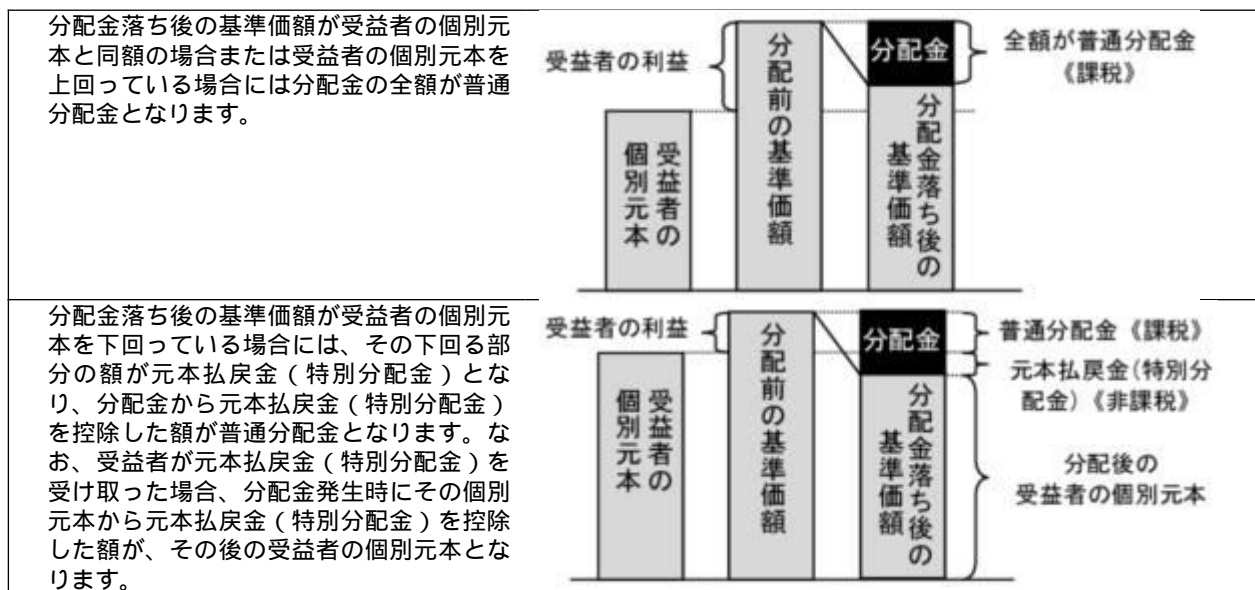 分配金落ち後の基準価額が受益者の個別元
本と同額の場合または受益者の個別元本を
上回っている場合には分配金の全額が普通
分配金となります。
受益者の利益
受益者の
個別元本
分配前の基準価額
分配金
分配金落ち後の
基準価額
全額が普通分配金
《課税》
分配金落ち後の基準価額が受益者の個別元
本を下回っている場合には、その下回る部
分の額が元本払戻金（特別分配金）とな
り、分配金から元本払戻金（特別分配金）
を控除した額が普通分配金となります。な
お、受益者が元本払戻金（特別分配金）を
受け取った場合、分配金発生時にその個別
元本から元本払戻金（特別分配金）を控除
した額が、その後の受益者の個別元本とな
ります。
受益者の利益
受益者の
個別元本
分配前の基準価額
分配金
分配金落ち後の
基準価額
普通分配金《課税》
元本払戻金(特別分
配金)《非課税》
分配後の
受益者の個別元本